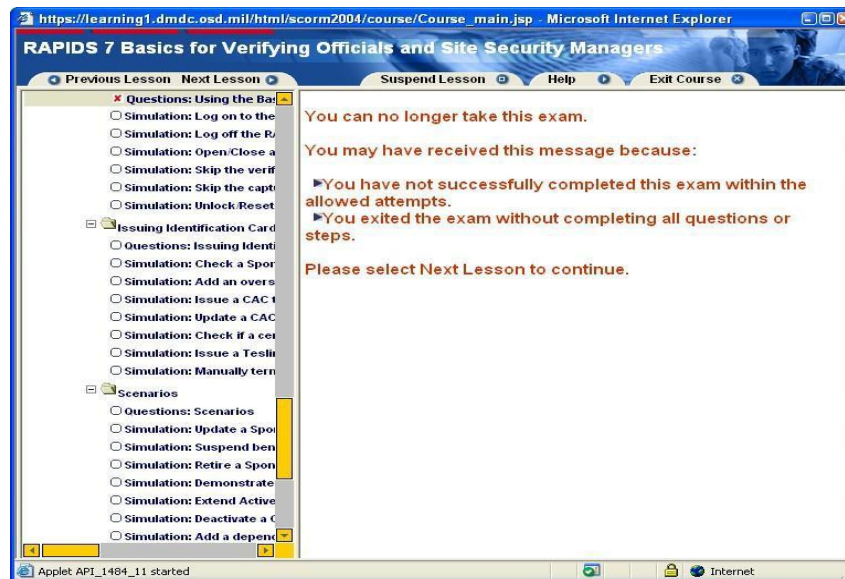 https://learning1.dmdc.osd.mil/html/scorm2004/course/Course_main.jsp - Microsoft Internet Explorer
RAPIDS 7 Basics for Verifying Officials and Site Security Managers
Previous Lesson Next Lesson Suspend Lesson Help Exit Course
Questions: Using the Bas
Simulation: Log on to the
Simulation: Log off the RA
Simulation: Open/Close a
Simulation: Skip the verif
Simulation: Skip the captu
Simulation: Unlock/Reset
Issuing Identification Card
Questions: Issuing Identi
Simulation: Check a Spor
Simulation: Add an overs
Simulation: Issue a CAC t
Simulation: Update a CAC
Simulation: Check if a cer
Simulation: Issue a Teslin
Simulation: Manually term
Scenarios
Questions: Scenarios
Simulation: Update a Spon
Simulation: Suspend ben
Simulation: Retire a Spon
Simulation: Demonstrate
Simulation: Extend Active
Simulation: Deactivate a C
Simulation: Add a depend
You can no longer take this exam.
You may have received this message because:
You have not successfully completed this exam within the
allowed attempts.
You exited the exam without completing all questions or
steps.
Please select Next Lesson to continue.
Applet API_1484_11 started
Internet